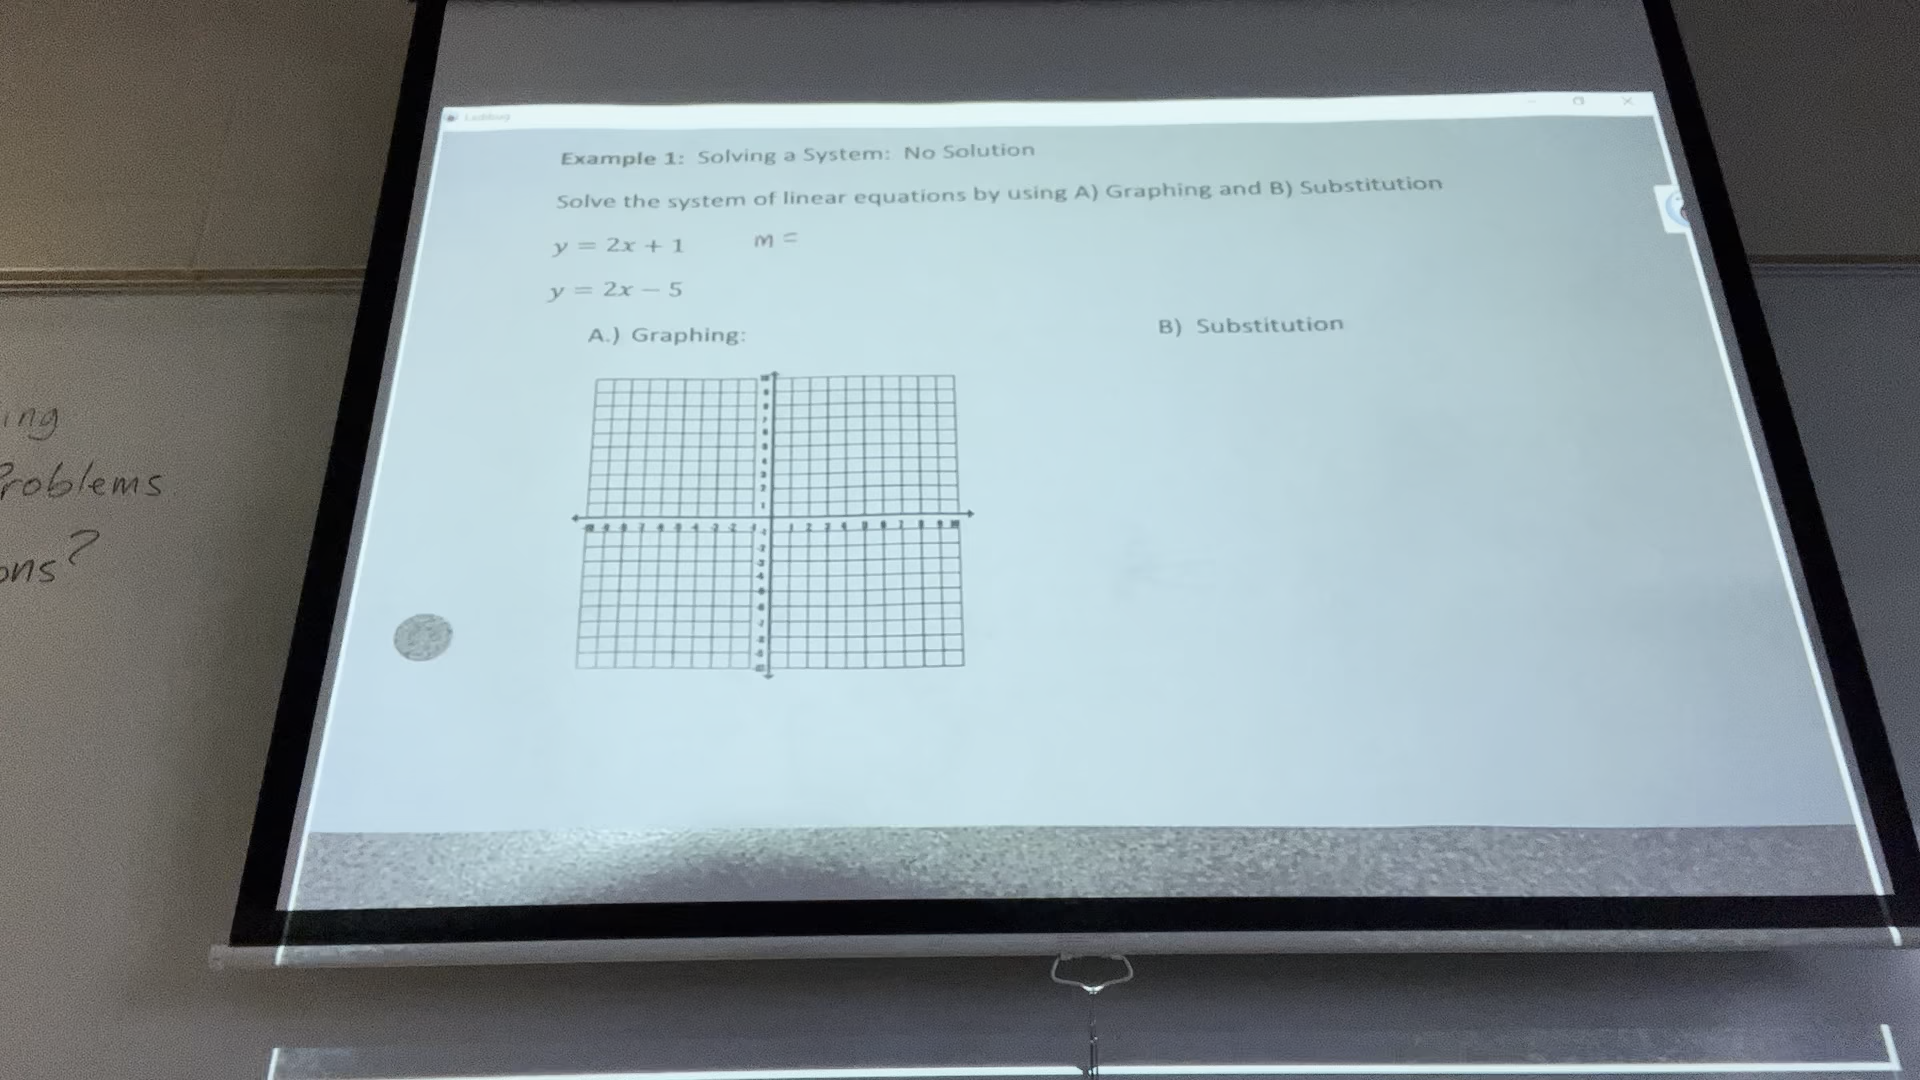 Example 1: Solving a System: No Solution
Solve the system of linear equations by using A) Graphing and B) Substitution
y = 2x + 1 m =
y = 2x − 5
A.) Graphing:
B) Substitution
ing
Problems
ons?